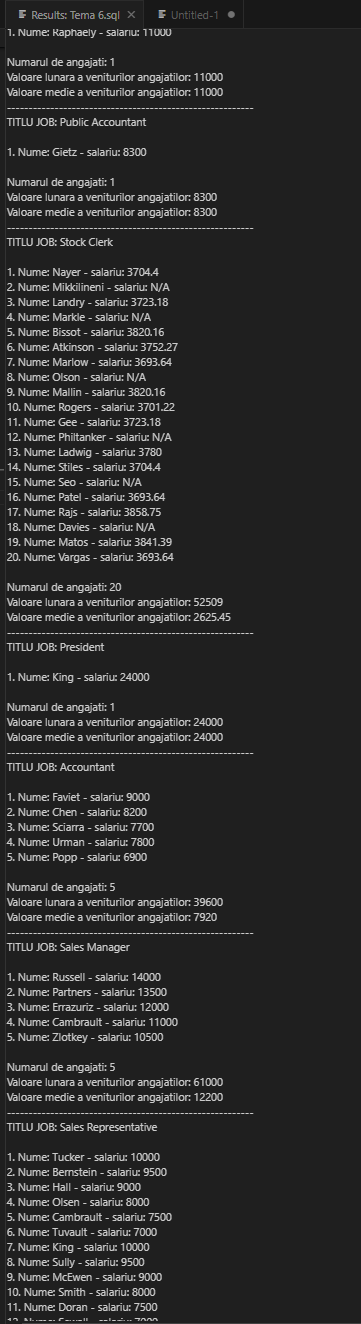 Results: Tema 6.sql
Untitled-1
1. Nume: Raphaely - salariu: 11000
Numarul de angajati: 1
Valoare lunara a veniturilor angajatilor: 11000
Valoare medie a veniturilor angajatilor: 11000
---------------------------------------------------------
TITLU JOB: Public Accountant
1. Nume: Gietz - salariu: 8300
Numarul de angajati: 1
Valoare lunara a veniturilor angajatilor: 8300
Valoare medie a veniturilor angajatilor: 8300
---------------------------------------------------------
TITLU JOB: Stock Clerk
1. Nume: Nayer - salariu: 3704.4
2. Nume: Mikkilineni - salariu: N/A
3. Nume: Landry - salariu: 3723.18
4. Nume: Markle - salariu: N/A
5. Nume: Bissot - salariu: 3820.16
6. Nume: Atkinson - salariu: 3752.27
7. Nume: Marlow - salariu: 3693.64
8. Nume: Olson - salariu: N/A
9. Nume: Mallin - salariu: 3820.16
10. Nume: Rogers - salariu: 3701.22
11. Nume: Gee - salariu: 3723.18
12. Nume: Philtanker - salariu: N/A
13. Nume: Ladwig - salariu: 3780
14. Nume: Stiles - salariu: 3704.4
15. Nume: Seo - salariu: N/A
16. Nume: Patel - salariu: 3693.64
17. Nume: Rajs - salariu: 3858.75
18. Nume: Davies - salariu: N/A
19. Nume: Matos - salariu: 3841.39
20. Nume: Vargas - salariu: 3693.64
Numarul de angajati: 20
Valoare lunara a veniturilor angajatilor: 52509
Valoare medie a veniturilor angajatilor: 2625.45
---------------------------------------------------------
TITLU JOB: President
1. Nume: King - salariu: 24000
Numarul de angajati: 1
Valoare lunara a veniturilor angajatilor: 24000
Valoare medie a veniturilor angajatilor: 24000
---------------------------------------------------------
TITLU JOB: Accountant
1. Nume: Faviet - salariu: 9000
2. Nume: Chen - salariu: 8200
3. Nume: Sciarra - salariu: 7700
4. Nume: Urman - salariu: 7800
5. Nume: Popp - salariu: 6900
Numarul de angajati: 5
Valoare lunara a veniturilor angajatilor: 39600
Valoare medie a veniturilor angajatilor: 7920
---------------------------------------------------------
TITLU JOB: Sales Manager
1. Nume: Russell - salariu: 14000
2. Nume: Partners - salariu: 13500
3. Nume: Errazuriz - salariu: 12000
4. Nume: Cambrault - salariu: 11000
5. Nume: Zlotkey - salariu: 10500
Numarul de angajati: 5
Valoare lunara a veniturilor angajatilor: 61000
Valoare medie a veniturilor angajatilor: 12200
---------------------------------------------------------
TITLU JOB: Sales Representative
1. Nume: Tucker - salariu: 10000
2. Nume: Bernstein - salariu: 9500
3. Nume: Hall - salariu: 9000
4. Nume: Olsen - salariu: 8000
5. Nume: Cambrault - salariu: 7500
6. Nume: Tuvault - salariu: 7000
7. Nume: King - salariu: 10000
8. Nume: Sully - salariu: 9500
9. Nume: McEwen - salariu: 9000
10. Nume: Smith - salariu: 8000
11. Nume: Doran - salariu: 7500